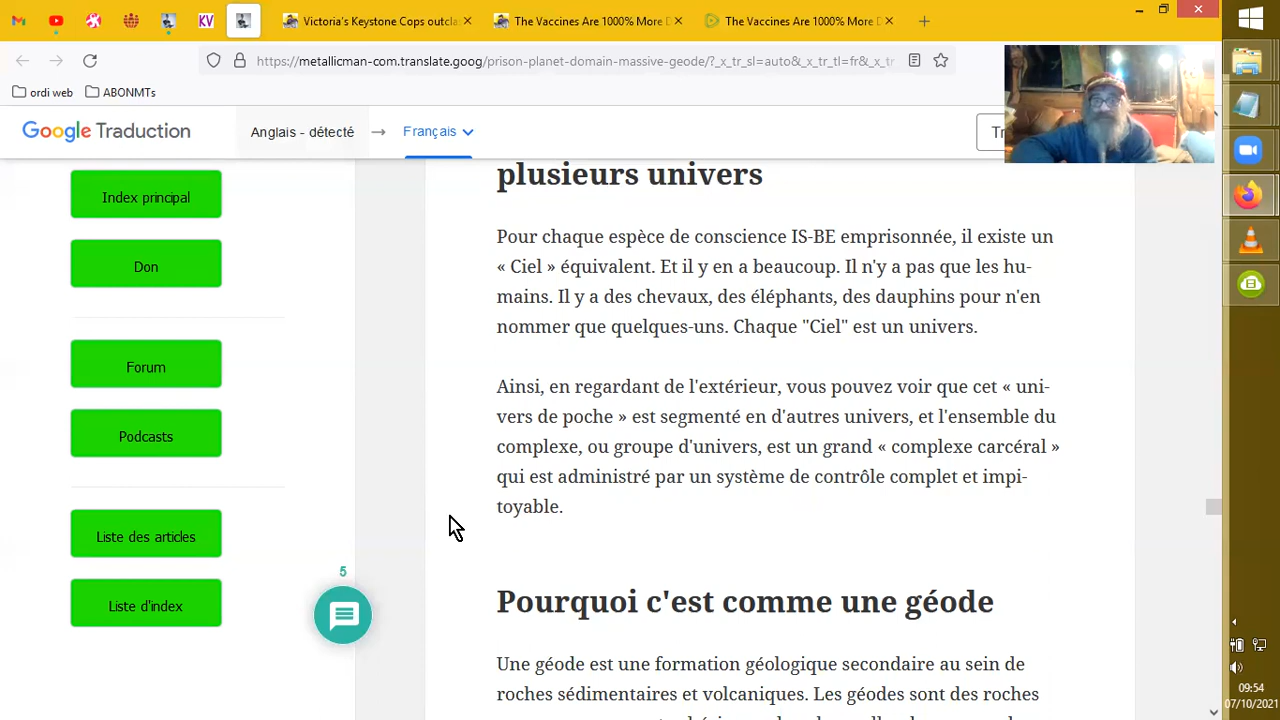 Victoria's Keystone Cops outcla
The Vaccines Are 1000% More D
The Vaccines Are 1000% More D
KV
https://metallicman-com.translate.goog/prison-planet-domain-massive-geode/?_x_tr_sl=auto&_x_tr_tl=fr&_x_tr
ordi web
ABONMTs
Google Traduction
Anglais - détecté
Français
Tr
Index principal
Don
Forum
Podcasts
Liste des articles
Liste d'index
5
plusieurs univers
Pour chaque espèce de conscience IS-BE emprisonnée, il existe un
« Ciel » équivalent. Et il y en a beaucoup. Il n'y a pas que les hu-
mains. Il y a des chevaux, des éléphants, des dauphins pour n'en
nommer que quelques-uns. Chaque "Ciel" est un univers.
Ainsi, en regardant de l'extérieur, vous pouvez voir que cet « uni-
vers de poche » est segmenté en d'autres univers, et l'ensemble du
complexe, ou groupe d'univers, est un grand « complexe carcéral »
qui est administré par un système de contrôle complet et impi-
toyable.
Pourquoi c'est comme une géode
Une géode est une formation géologique secondaire au sein de
roches sédimentaires et volcaniques. Les géodes sont des roches
09:54
07/10/2021